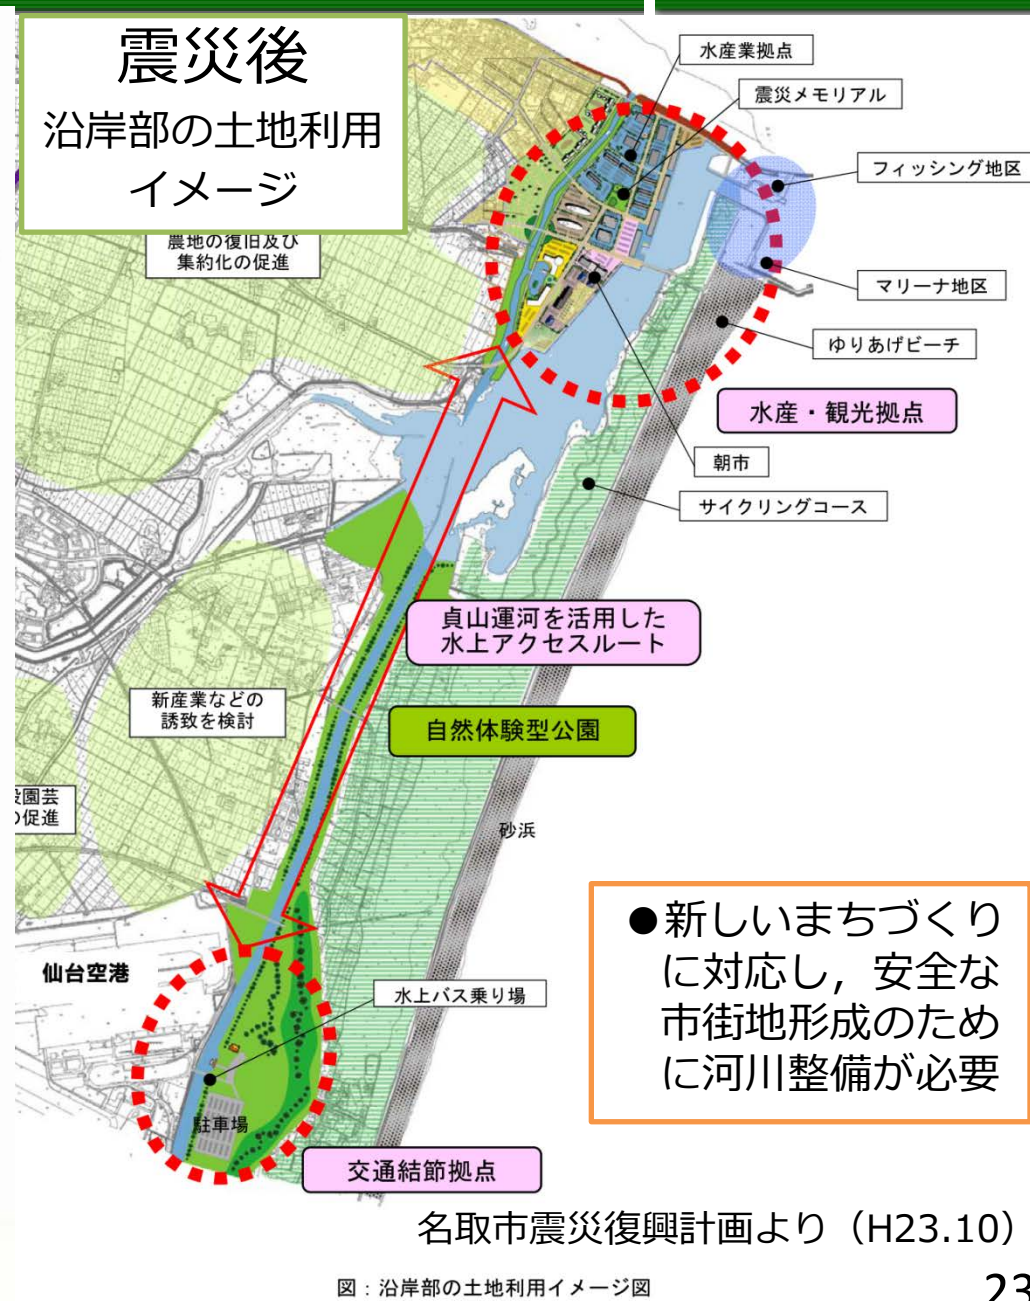 震災後
沿岸部の土地利用
イメージ
水産業拠点
震災メモリアル
フィッシング地区
マリーナ地区
ゆりあげビーチ
水産・観光拠点
朝市
サイクリングコース
農地の復旧及び
集約化の促進
貞山運河を活用した
水上アクセスルート
新産業などの
誘致を検討
自然体験型公園
園芸
の促進
砂浜
●新しいまちづくり
に対応し，安全な
市街地形成のため
に河川整備が必要
仙台空港
水上バス乗り場
駐車場
交通結節拠点
名取市震災復興計画より（H23.10）
図：沿岸部の土地利用イメージ図
23